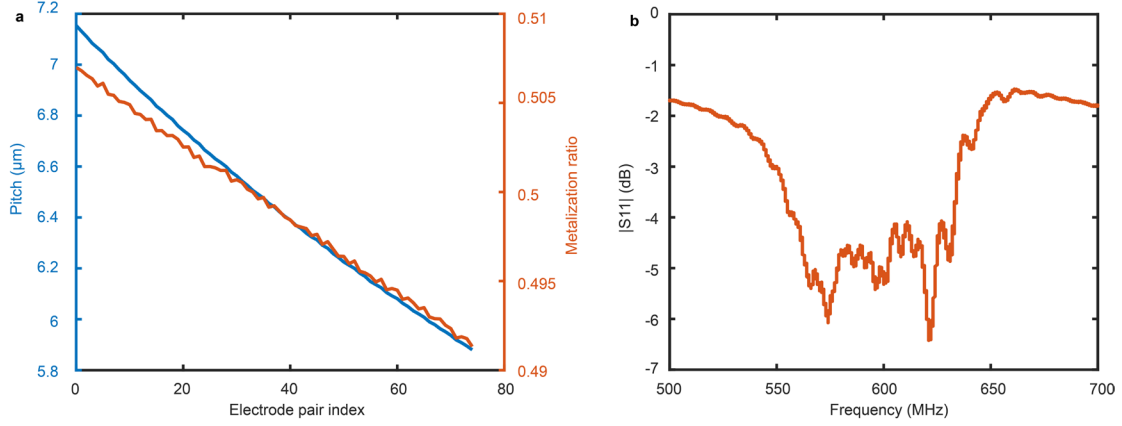 a
7.2
7
6.8
6.6
6.4
6.2
6
5.8
Pitch (μm)
0.51
0.505
0.5
0.495
0.49
Metalization ratio
0 20 40 60 80
Electrode pair index
b
0
-1
-2
-3
-4
-5
-6
-7
|S11| (dB)
500 550 600 650 700
Frequency (MHz)